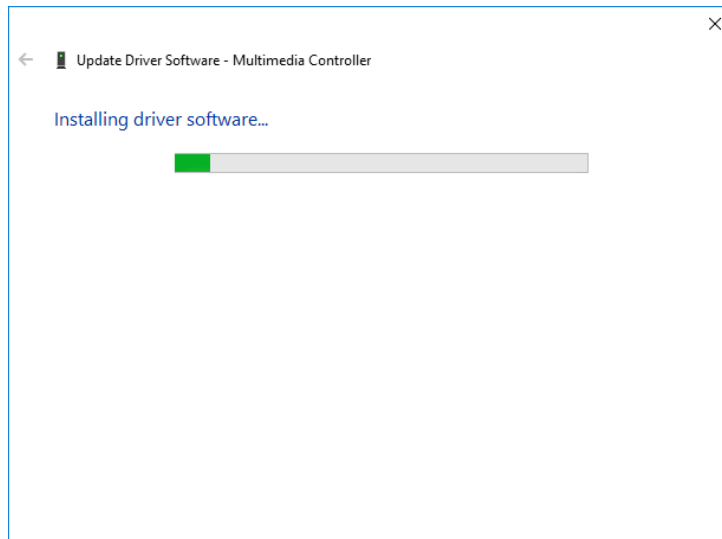 Update Driver Software - Multimedia Controller
Installing driver software...